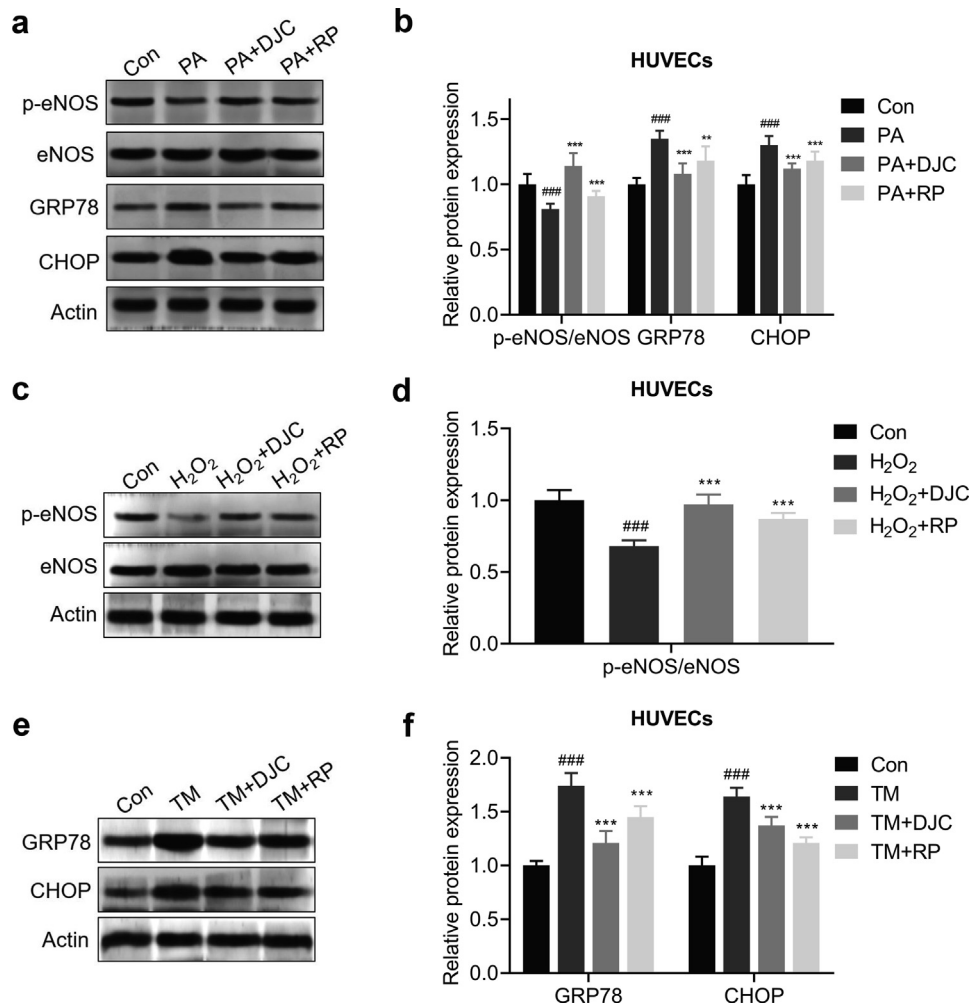 a
Con PA PA+DJC PA+RP
p-eNOS
eNOS
GRP78
CHOP
Actin
b
HUVECs
Relative protein expression
1.5
1.0
0.5
0.0
### *** *** ### *** ** ### *** ***
p-eNOS/eNOS GRP78 CHOP
Con
PA
PA+DJC
PA+RP
c
Con H₂O₂ H₂O₂+DJC H₂O₂+RP
p-eNOS
eNOS
Actin
d
HUVECs
Relative protein expression
1.5
1.0
0.5
0.0
### *** ***
p-eNOS/eNOS
Con
H₂O₂
H₂O₂+DJC
H₂O₂+RP
e
Con TM TM+DJC TM+RP
GRP78
CHOP
Actin
f
HUVECs
Relative protein expression
2.0
1.5
1.0
0.5
0.0
### *** *** ### *** ***
GRP78 CHOP
Con
TM
TM+DJC
TM+RP